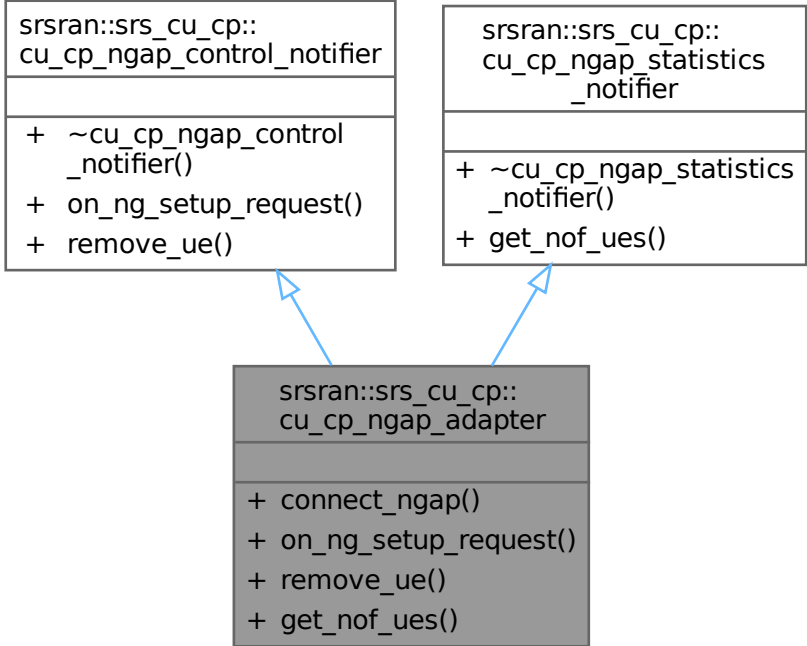 srsran::srs_cu_cp::
cu_cp_ngap_control_notifier
+ ~cu_cp_ngap_control
_notifier()
+ on_ng_setup_request()
+ remove_ue()
srsran::srs_cu_cp::
cu_cp_ngap_statistics
_notifier
+ ~cu_cp_ngap_statistics
_notifier()
+ get_nof_ues()
srsran::srs_cu_cp::
cu_cp_ngap_adapter
+ connect_ngap()
+ on_ng_setup_request()
+ remove_ue()
+ get_nof_ues()